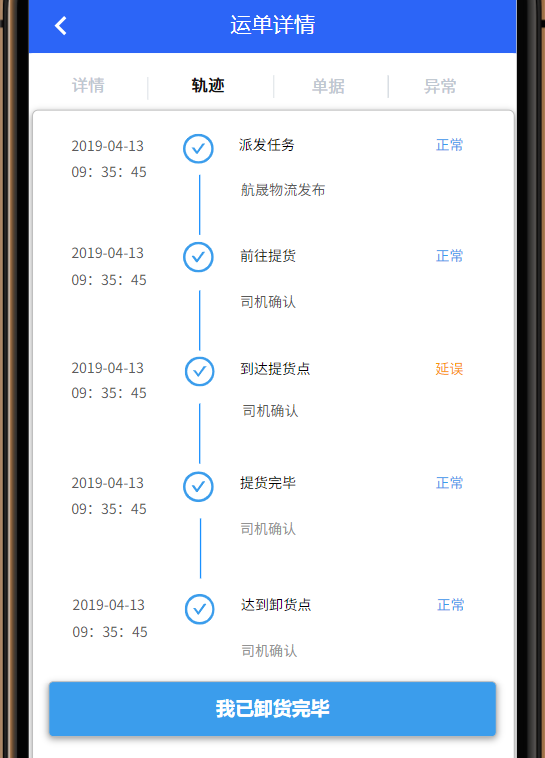 运单详情
详情 轨迹 单据 异常
2019-04-13 派发任务 正常
09：35：45
航晟物流发布
2019-04-13 前往提货 正常
09：35：45
司机确认
2019-04-13 到达提货点 延误
09：35：45
司机确认
2019-04-13 提货完毕 正常
09：35：45
司机确认
2019-04-13 达到卸货点 正常
09：35：45
司机确认
我已卸货完毕